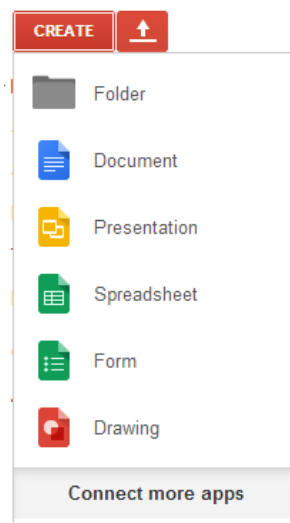 CREATE
Folder
Document
Presentation
Spreadsheet
Form
Drawing
Connect more apps